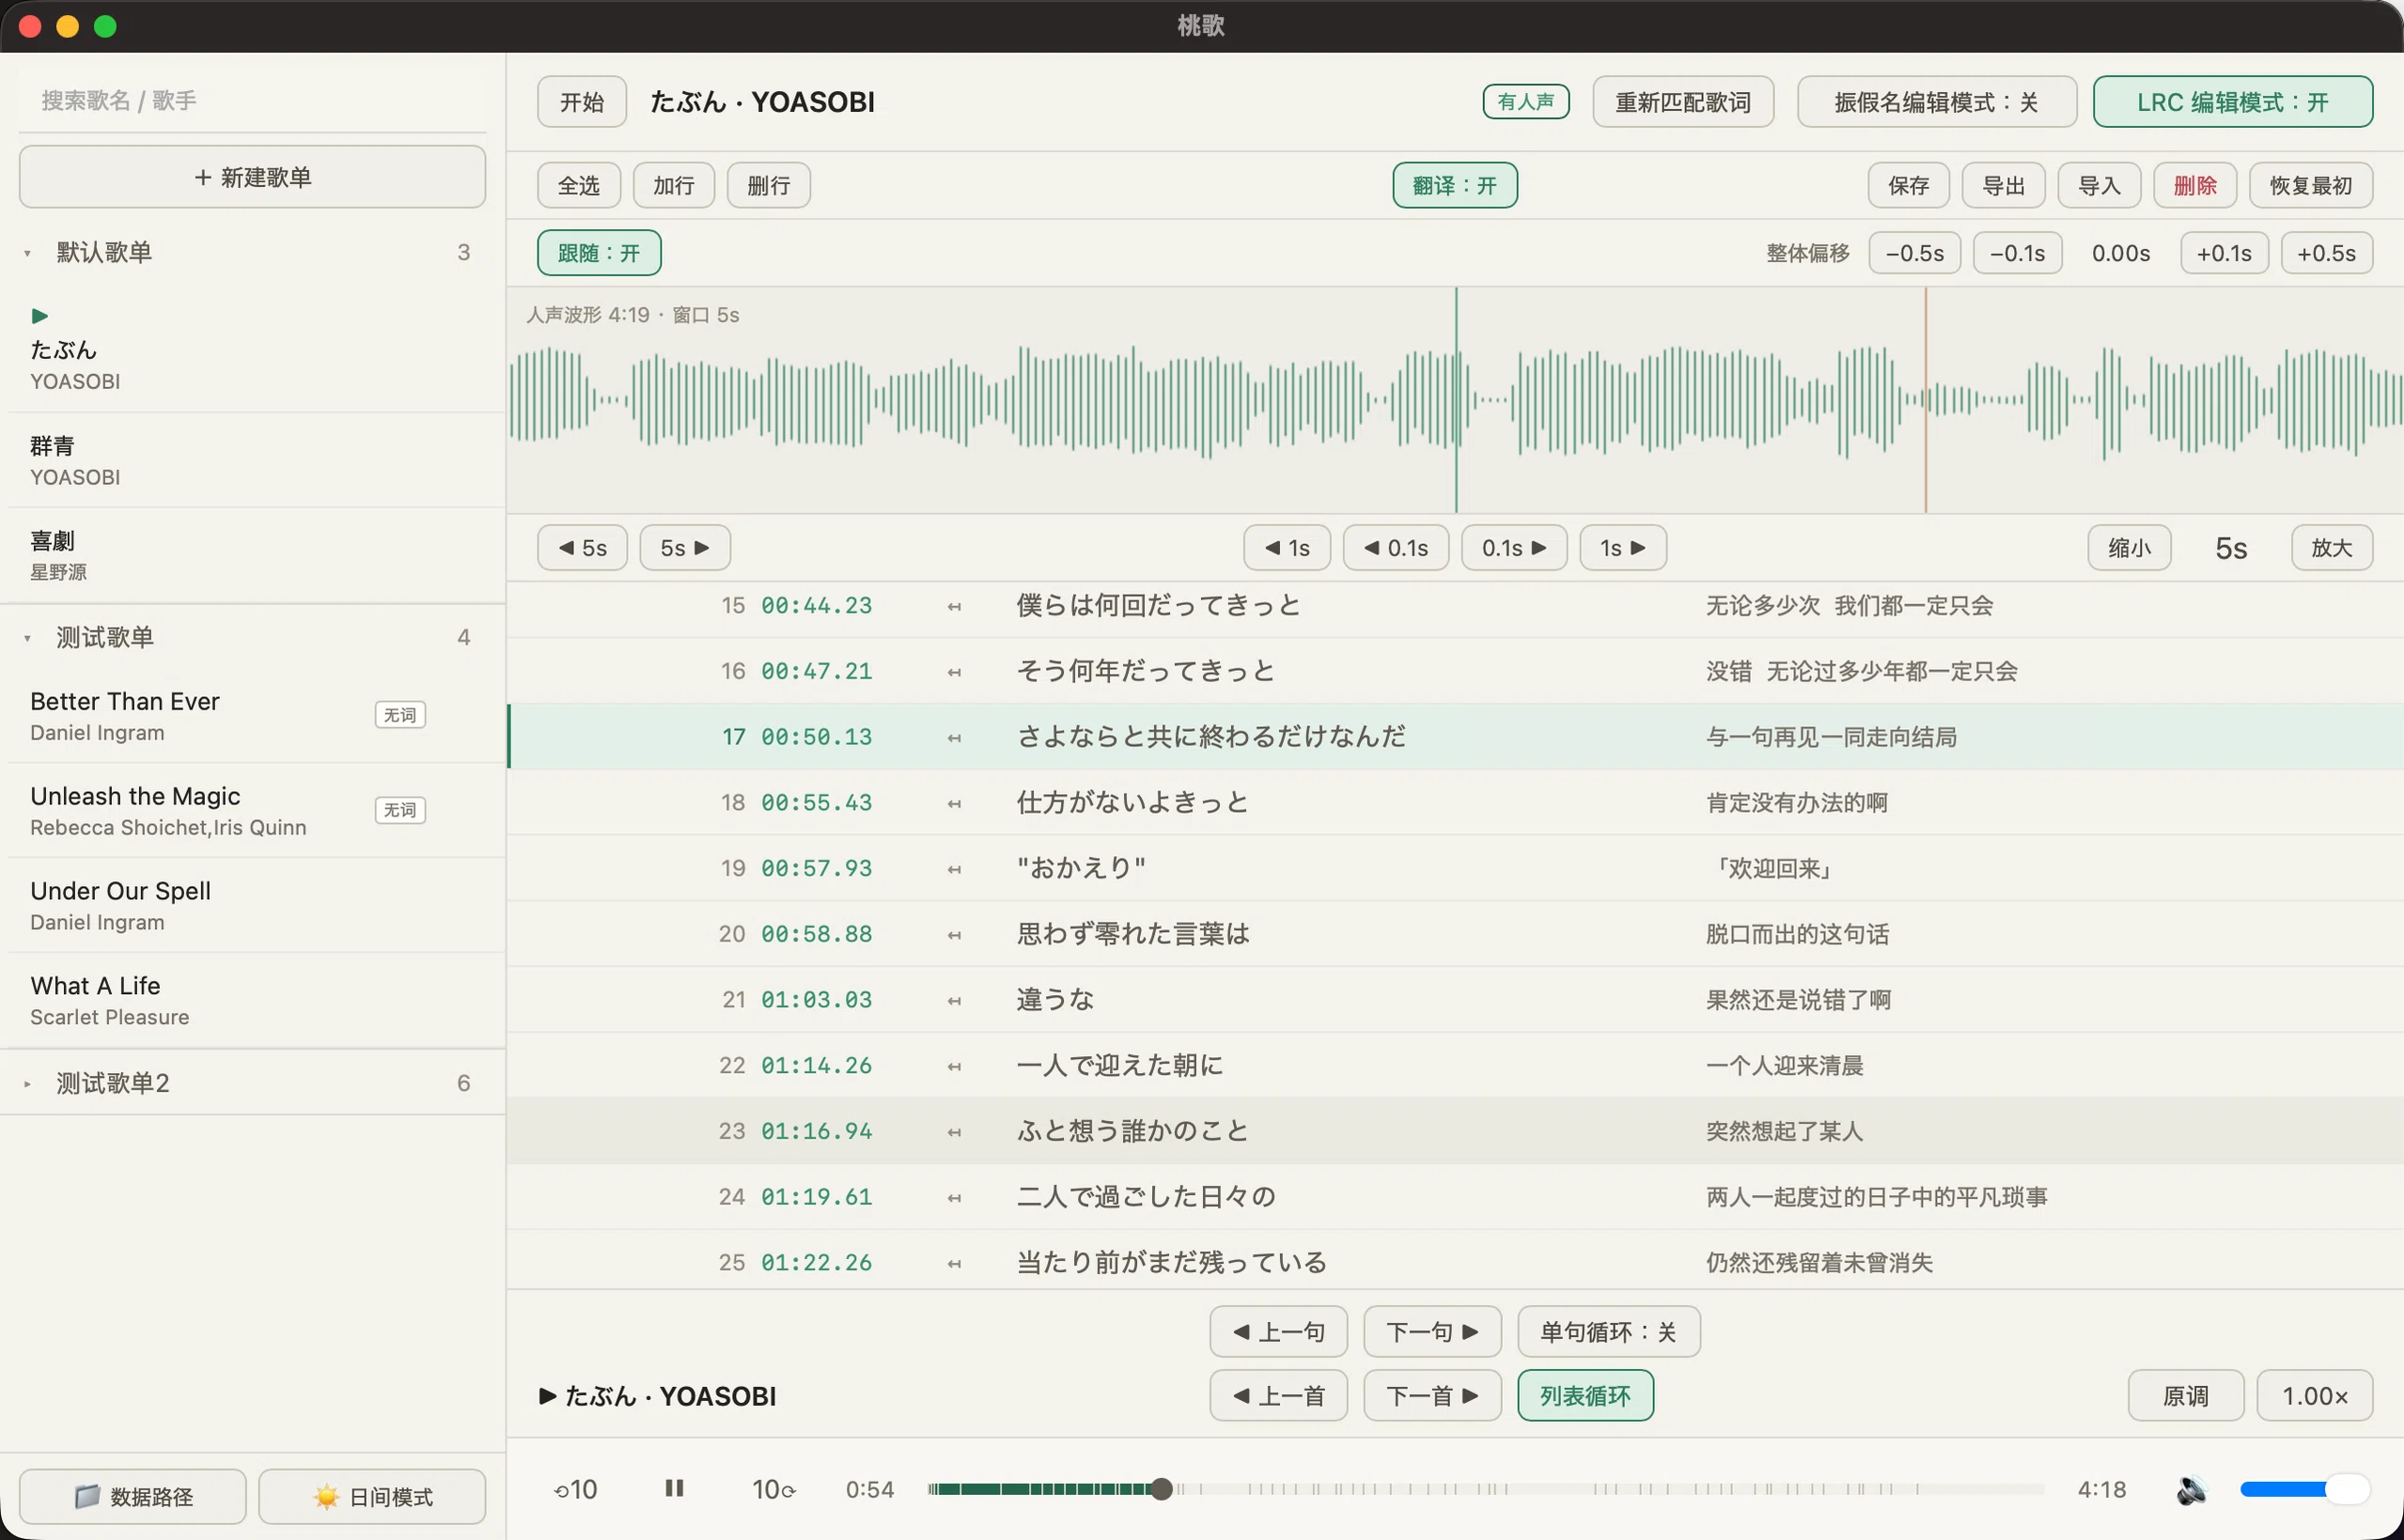 桃歌
搜索歌名 / 歌手
+ 新建歌单
默认歌单 3
たぶん
YOASOBI
群青
YOASOBI
喜劇
星野源
测试歌单 4
Better Than Ever
Daniel Ingram
无词
Unleash the Magic
Rebecca Shoichet,Iris Quinn
无词
Under Our Spell
Daniel Ingram
What A Life
Scarlet Pleasure
测试歌单2 6
数据路径 日间模式
开始 たぶん · YOASOBI 有人声 重新匹配歌词 振假名编辑模式：关 LRC 编辑模式：开
全选 加行 删行 翻译：开 保存 导出 导入 删除 恢复最初
跟随：开 整体偏移 −0.5s −0.1s 0.00s +0.1s +0.5s
人声波形 4:19 · 窗口 5s
◀ 5s 5s ▶ ◀ 1s ◀ 0.1s 0.1s ▶ 1s ▶ 缩小 5s 放大
15 00:44.23 ↤ 僕らは何回だってきっと 无论多少次 我们都一定只会
16 00:47.21 ↤ そう何年だってきっと 没错 无论过多少年都一定只会
17 00:50.13 ↤ さよならと共に終わるだけなんだ 与一句再见一同走向结局
18 00:55.43 ↤ 仕方がないよきっと 肯定没有办法的啊
19 00:57.93 ↤ "おかえり" 「欢迎回来」
20 00:58.88 ↤ 思わず零れた言葉は 脱口而出的这句话
21 01:03.03 ↤ 違うな 果然还是说错了啊
22 01:14.26 ↤ 一人で迎えた朝に 一个人迎来清晨
23 01:16.94 ↤ ふと想う誰かのこと 突然想起了某人
24 01:19.61 ↤ 二人で過ごした日々の 两人一起度过的日子中的平凡琐事
25 01:22.26 ↤ 当たり前がまだ残っている 仍然还残留着未曾消失
◀ 上一句 下一句 ▶ 单句循环：关
▶ たぶん · YOASOBI ◀ 上一首 下一首 ▶ 列表循环 原调 1.00×
⟲10 10⟳ 0:54 4:18